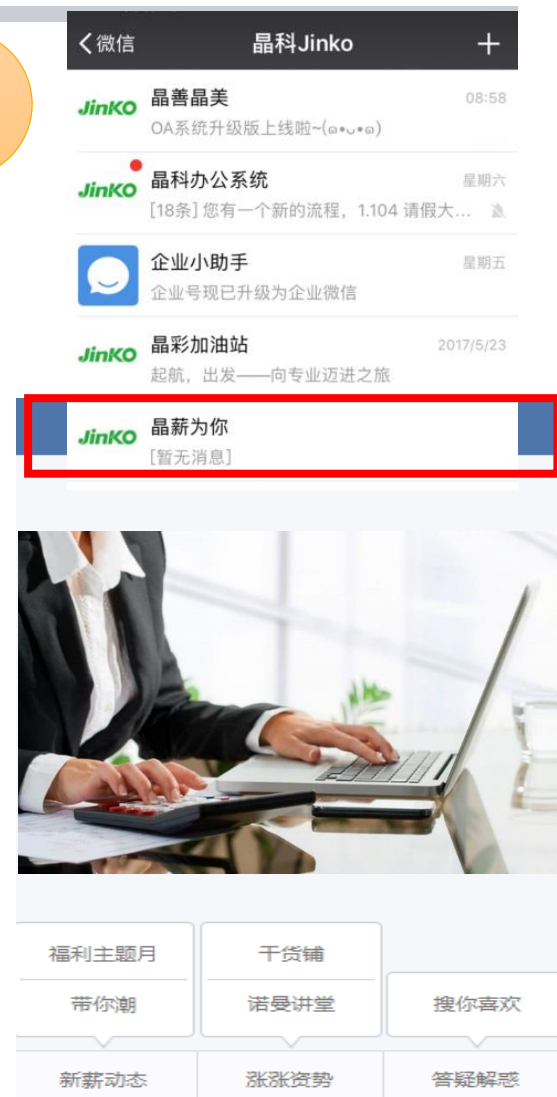 微信
晶科Jinko
JinKO
晶善晶美
08:58
OA系统升级版上线啦~(๑•ᴗ•๑)
JinKO
晶科办公系统
星期六
[18条] 您有一个新的流程，1.104 请假大...
企业小助手
星期五
企业号现已升级为企业微信
JinKO
晶彩加油站
2017/5/23
起航，出发——向专业迈进之旅
JinKO
晶薪为你
[暂无消息]
福利主题月
干货铺
带你潮
诺曼讲堂
搜你喜欢
新薪动态
涨涨资势
答疑解惑